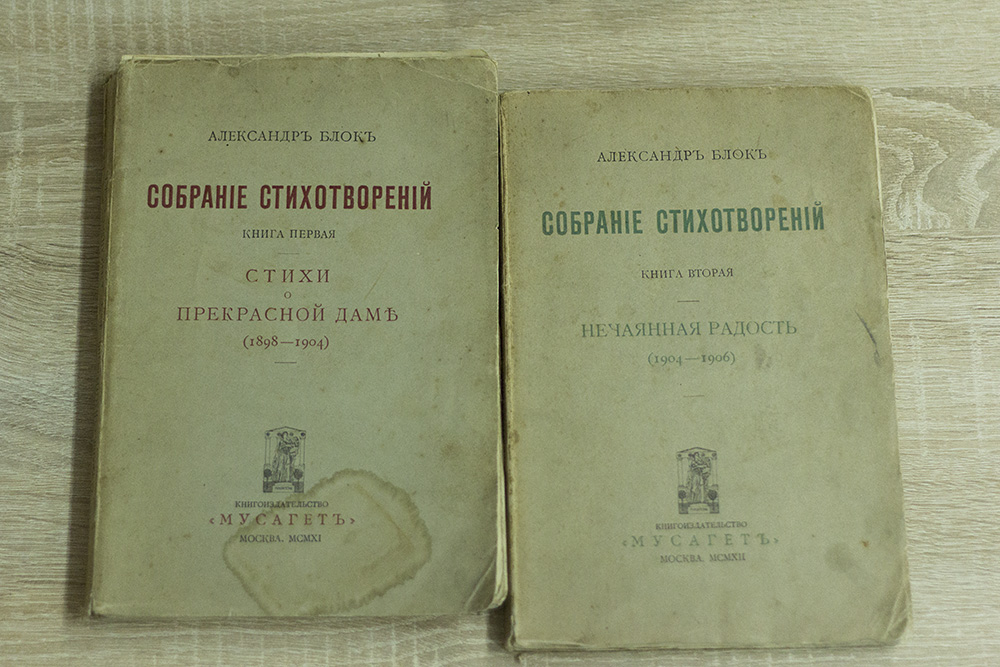 АЛЕКСАНДРЪ БЛОКЪ
СОБРАНІЕ СТИХОТВОРЕНІЙ
КНИГА ПЕРВАЯ
СТИХИ
О
ПРЕКРАСНОЙ ДАМѢ
(1898—1904)
КНИГОИЗДАТЕЛЬСТВО
«МУСАГЕТЪ»
МОСКВА. MCMXI
АЛЕКСАНДРЪ БЛОКЪ
СОБРАНІЕ СТИХОТВОРЕНІЙ
КНИГА ВТОРАЯ
НЕЧАЯННАЯ РАДОСТЬ
(1904—1906)
КНИГОИЗДАТЕЛЬСТВО
«МУСАГЕТЪ»
МОСКВА. MCMXII